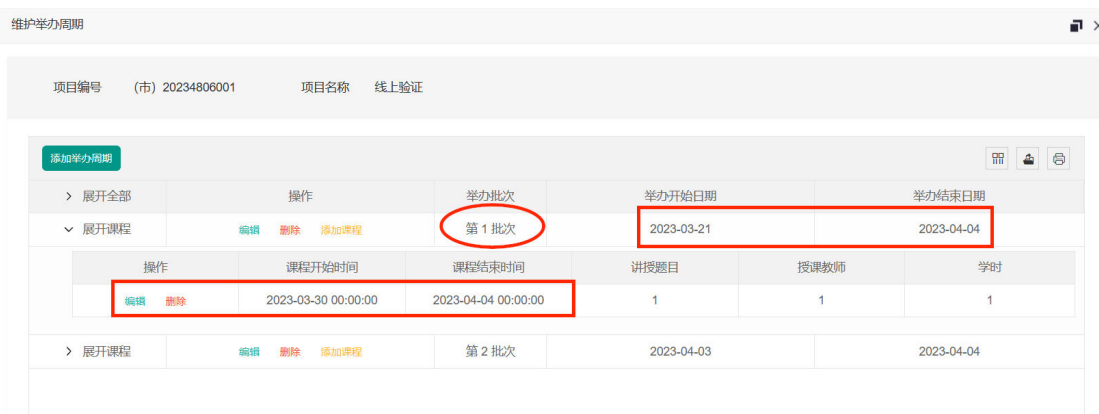 维护举办周期
项目编号 (市) 20234806001 项目名称 线上验证
添加举办周期
展开全部 操作 举办批次 举办开始日期 举办结束日期
展开课程 编辑 删除 添加课程 第 1 批次 2023-03-21 2023-04-04
操作 课程开始时间 课程结束时间 讲授题目 授课教师 学时
编辑 删除 2023-03-30 00:00:00 2023-04-04 00:00:00 1 1 1
展开课程 编辑 删除 添加课程 第 2 批次 2023-04-03 2023-04-04